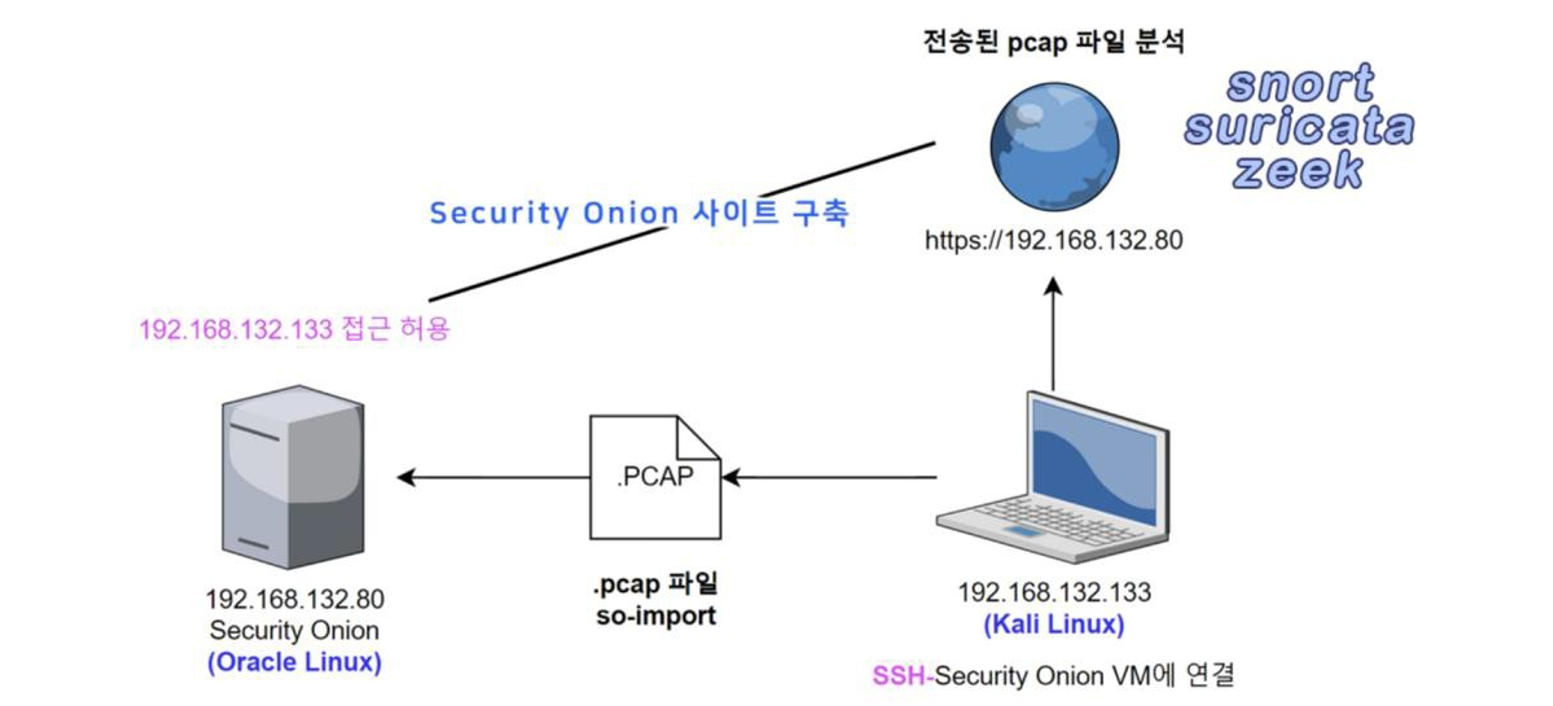 전송된 pcap 파일 분석
snort
suricata
zeek
Security Onion 사이트 구축
https://192.168.132.80
192.168.132.133 접근 허용
.PCAP
192.168.132.80
Security Onion
(Oracle Linux)
.pcap 파일
so-import
192.168.132.133
(Kali Linux)
SSH-Security Onion VM에 연결